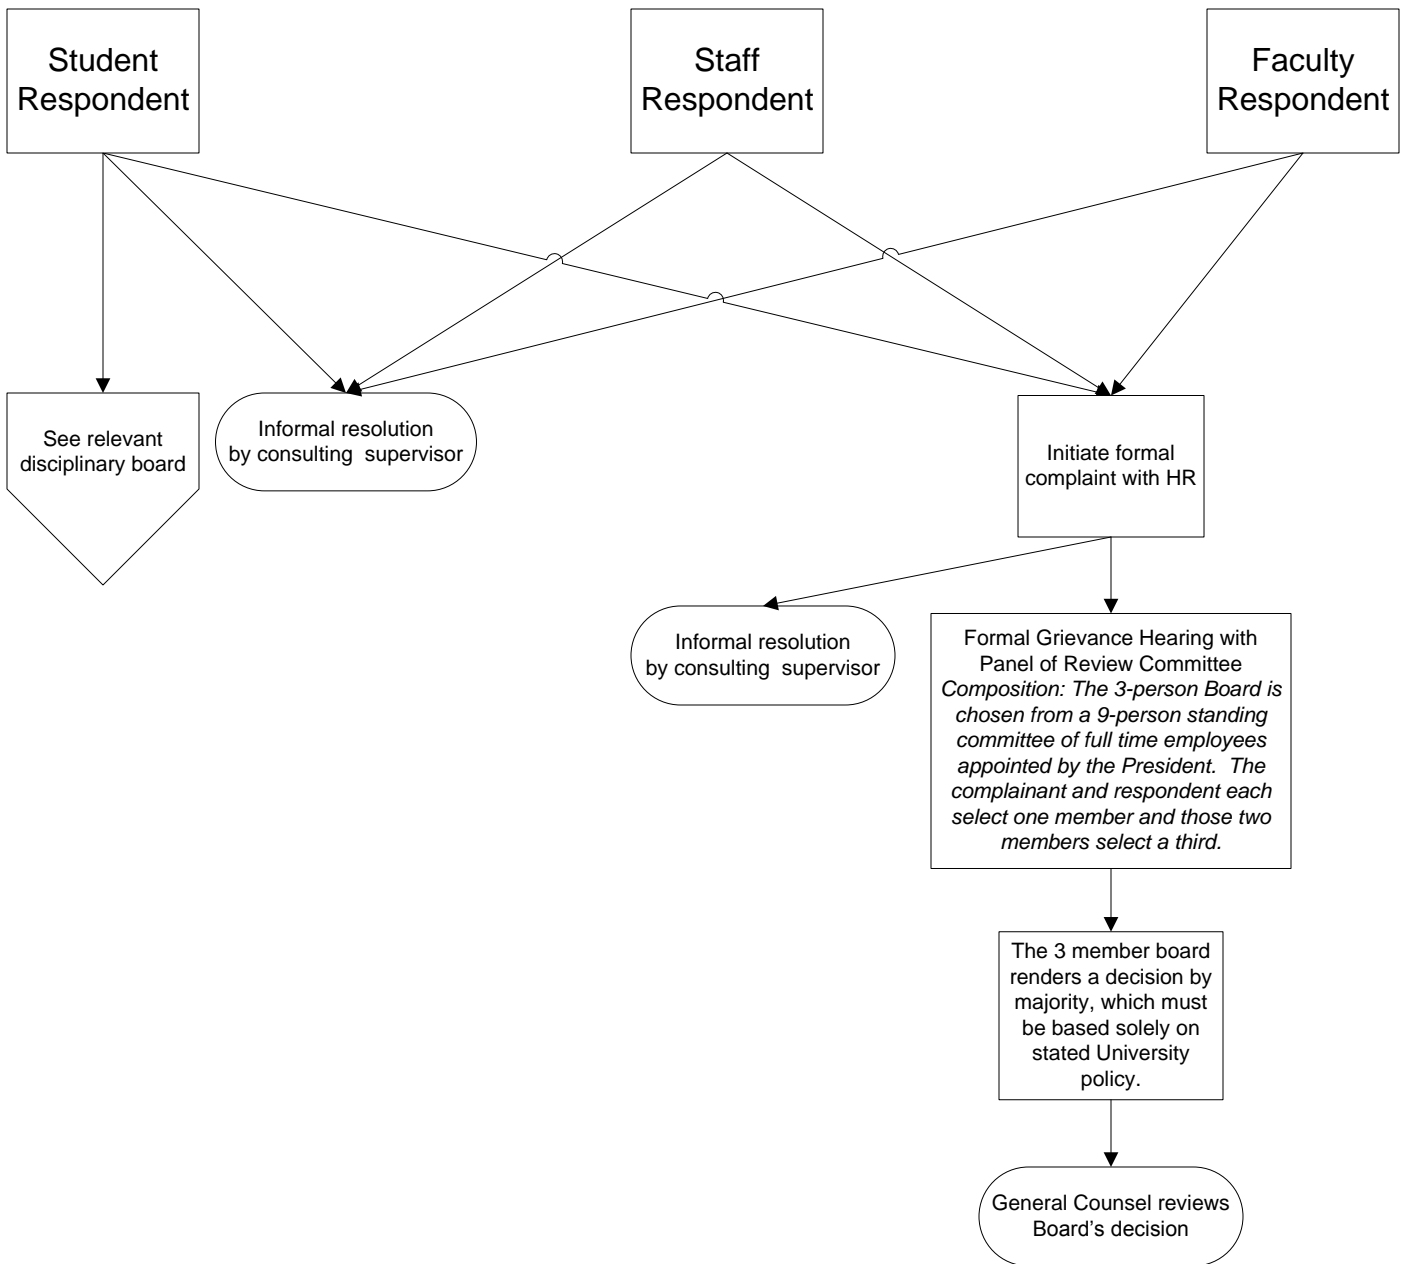 Student
Respondent
Staff
Respondent
Faculty
Respondent
See relevant
disciplinary board
Informal resolution
by consulting  supervisor
Initiate formal
complaint with HR
Informal resolution
by consulting  supervisor
Formal Grievance Hearing with
Panel of Review Committee
Composition: The 3-person Board is
chosen from a 9-person standing
committee of full time employees
appointed by the President.  The
complainant and respondent each
select one member and those two
members select a third.
The 3 member board
renders a decision by
majority, which must
be based solely on
stated University
policy.
General Counsel reviews
Board's decision